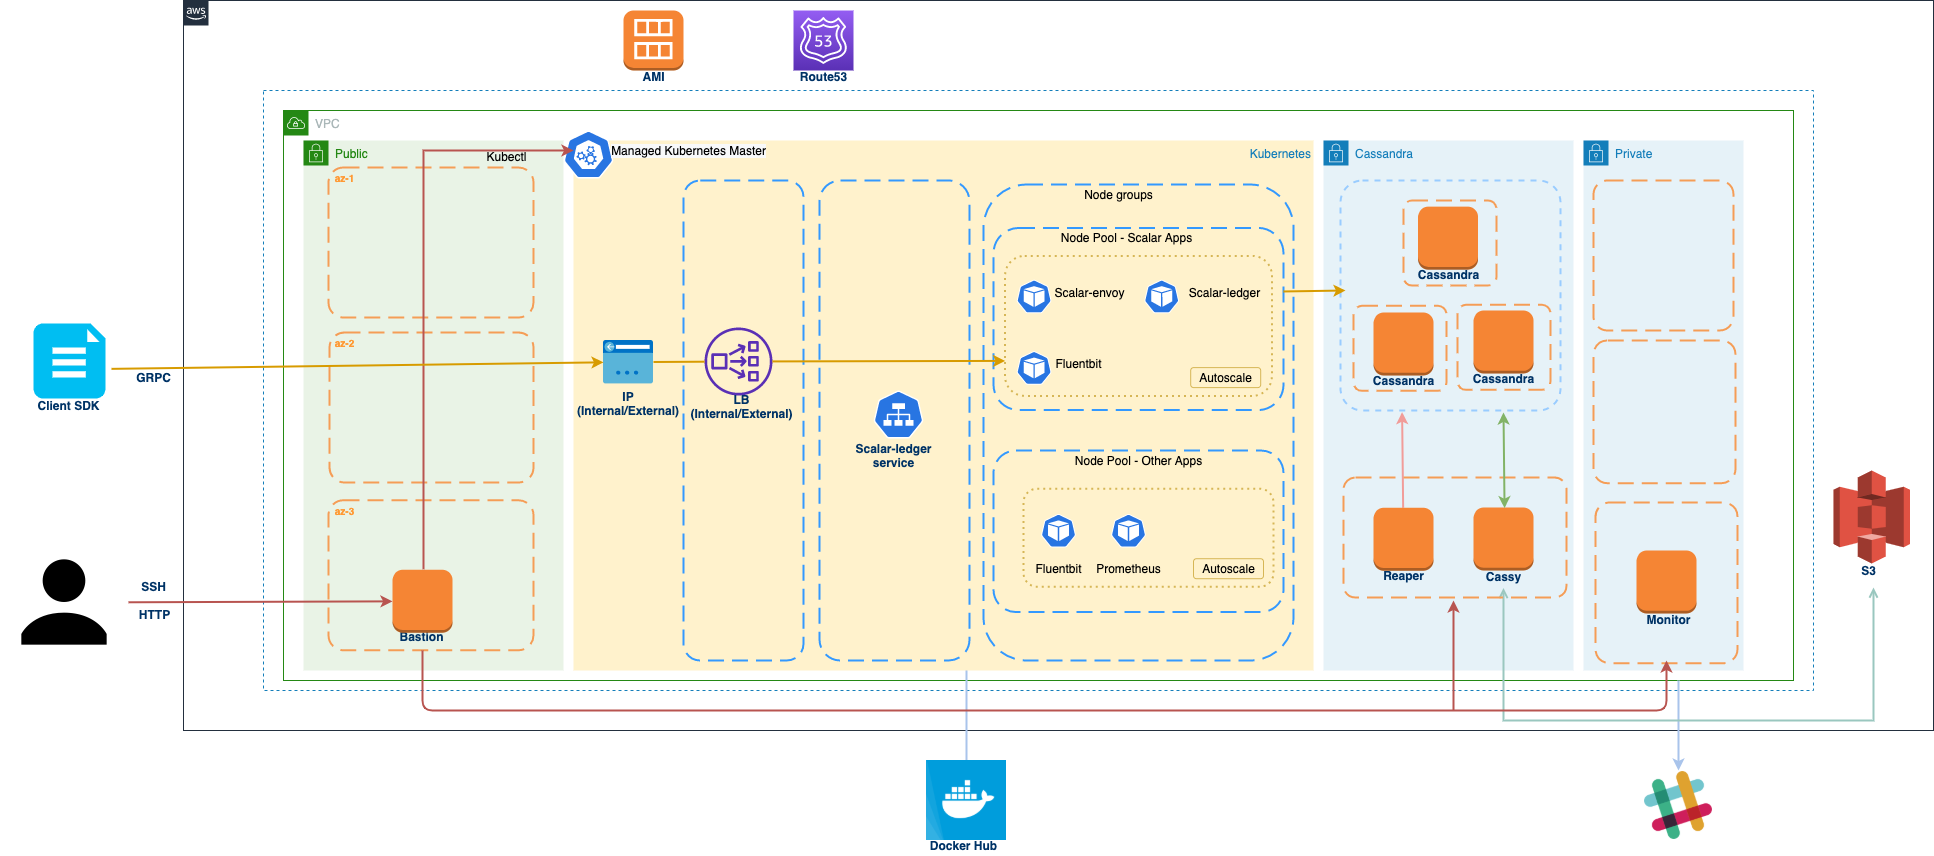 aws
AMI
53
Route53
VPC
Public
Kubectl
Managed Kubernetes Master
Kubernetes
Cassandra
Private
az-1
Node groups
Node Pool - Scalar Apps
Scalar-envoy
Scalar-ledger
Cassandra
az-2
Fluentbit
Autoscale
Cassandra
Cassandra
GRPC
Client SDK
IP
(Internal/External)
LB
(Internal/External)
Scalar-ledger
service
Node Pool - Other Apps
az-3
Fluentbit
Prometheus
Autoscale
Reaper
Cassy
S3
SSH
HTTP
Bastion
Monitor
Docker Hub